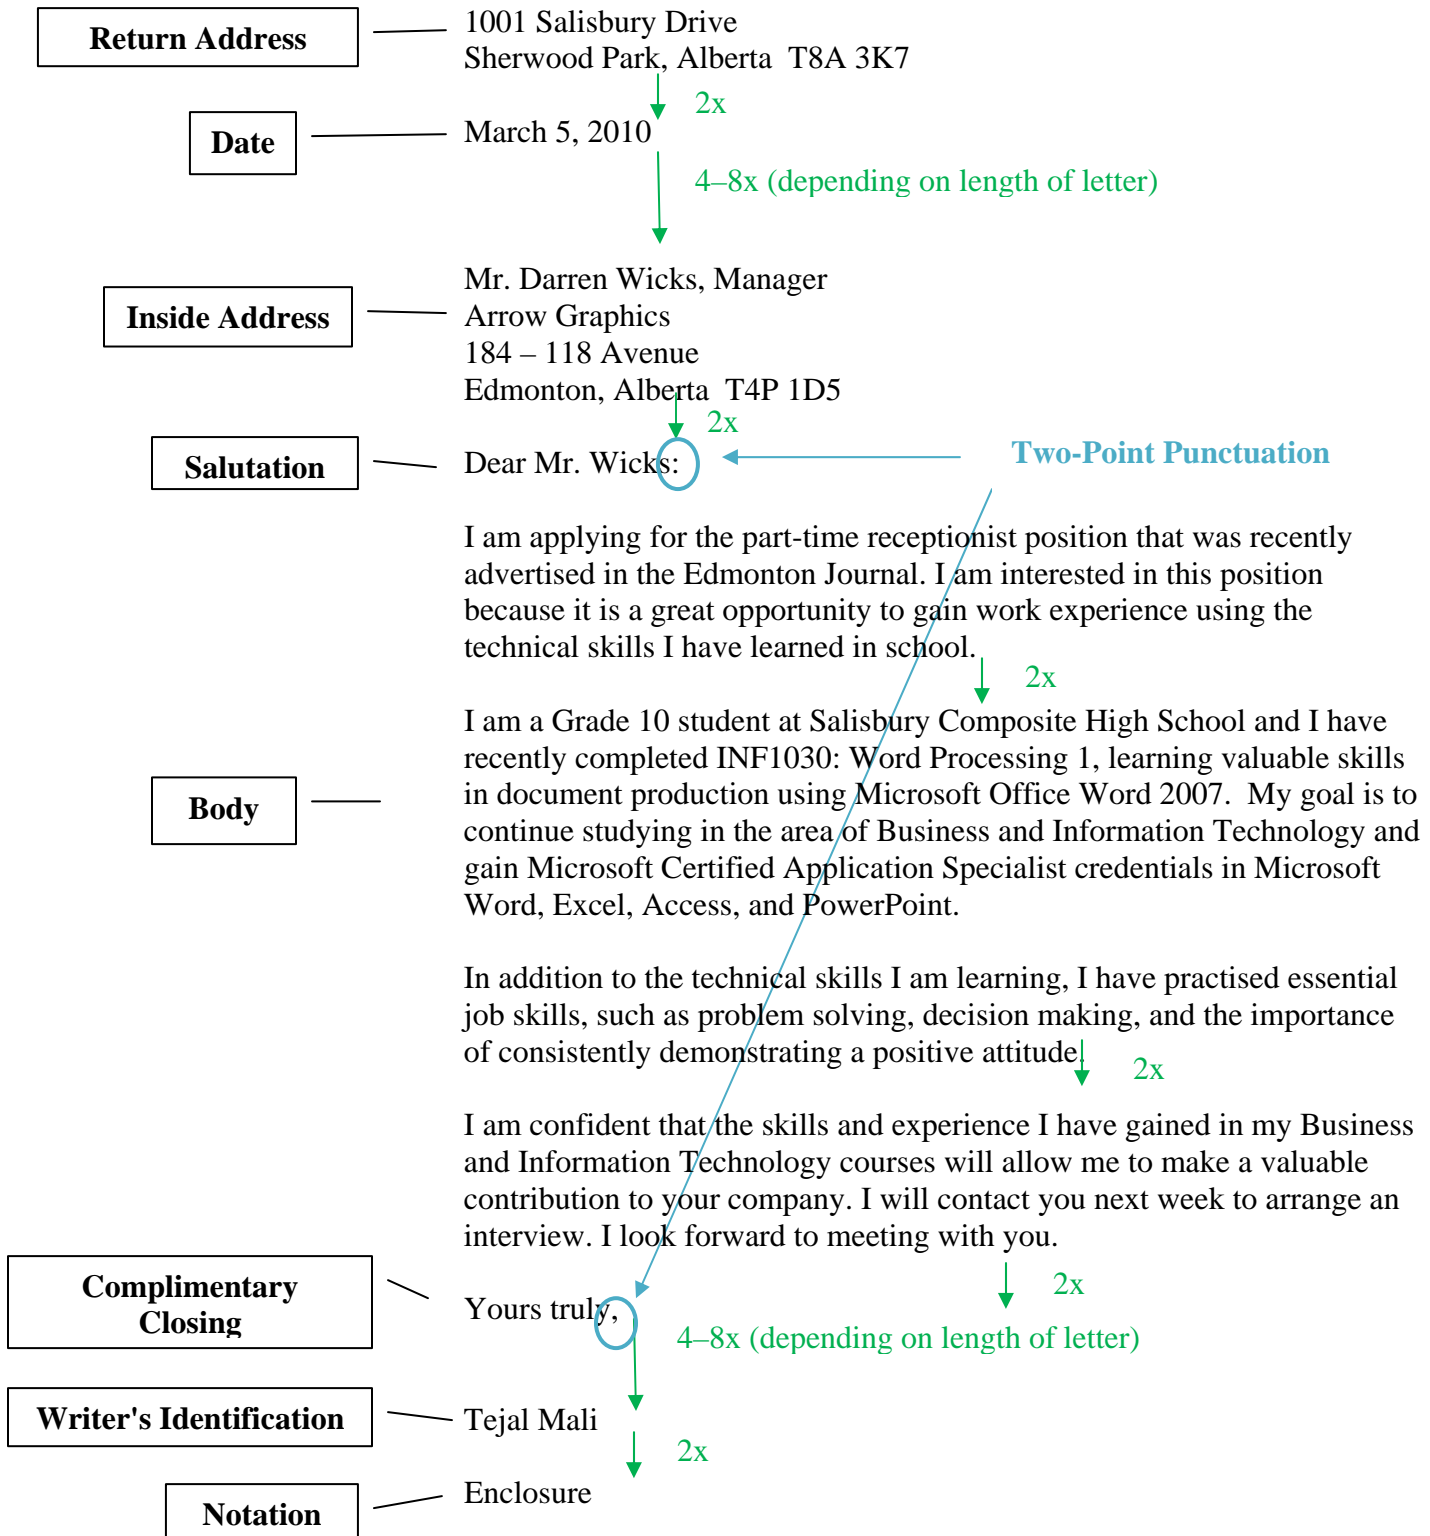 Return Address
1001 Salisbury Drive
Sherwood Park, Alberta  T8A 3K7
2x
Date
March 5, 2010
4–8x (depending on length of letter)
Inside Address
Mr. Darren Wicks, Manager
Arrow Graphics
184 – 118 Avenue
Edmonton, Alberta  T4P 1D5
2x
Salutation
Dear Mr. Wicks:
Two-Point Punctuation
I am applying for the part-time receptionist position that was recently
advertised in the Edmonton Journal. I am interested in this position
because it is a great opportunity to gain work experience using the
technical skills I have learned in school.
2x
Body
I am a Grade 10 student at Salisbury Composite High School and I have
recently completed INF1030: Word Processing 1, learning valuable skills
in document production using Microsoft Office Word 2007.  My goal is to
continue studying in the area of Business and Information Technology and
gain Microsoft Certified Application Specialist credentials in Microsoft
Word, Excel, Access, and PowerPoint.
In addition to the technical skills I am learning, I have practised essential
job skills, such as problem solving, decision making, and the importance
of consistently demonstrating a positive attitude.
2x
I am confident that the skills and experience I have gained in my Business
and Information Technology courses will allow me to make a valuable
contribution to your company. I will contact you next week to arrange an
interview. I look forward to meeting with you.
2x
Complimentary
Closing
Yours truly,
4–8x (depending on length of letter)
Writer's Identification
Tejal Mali
2x
Notation
Enclosure